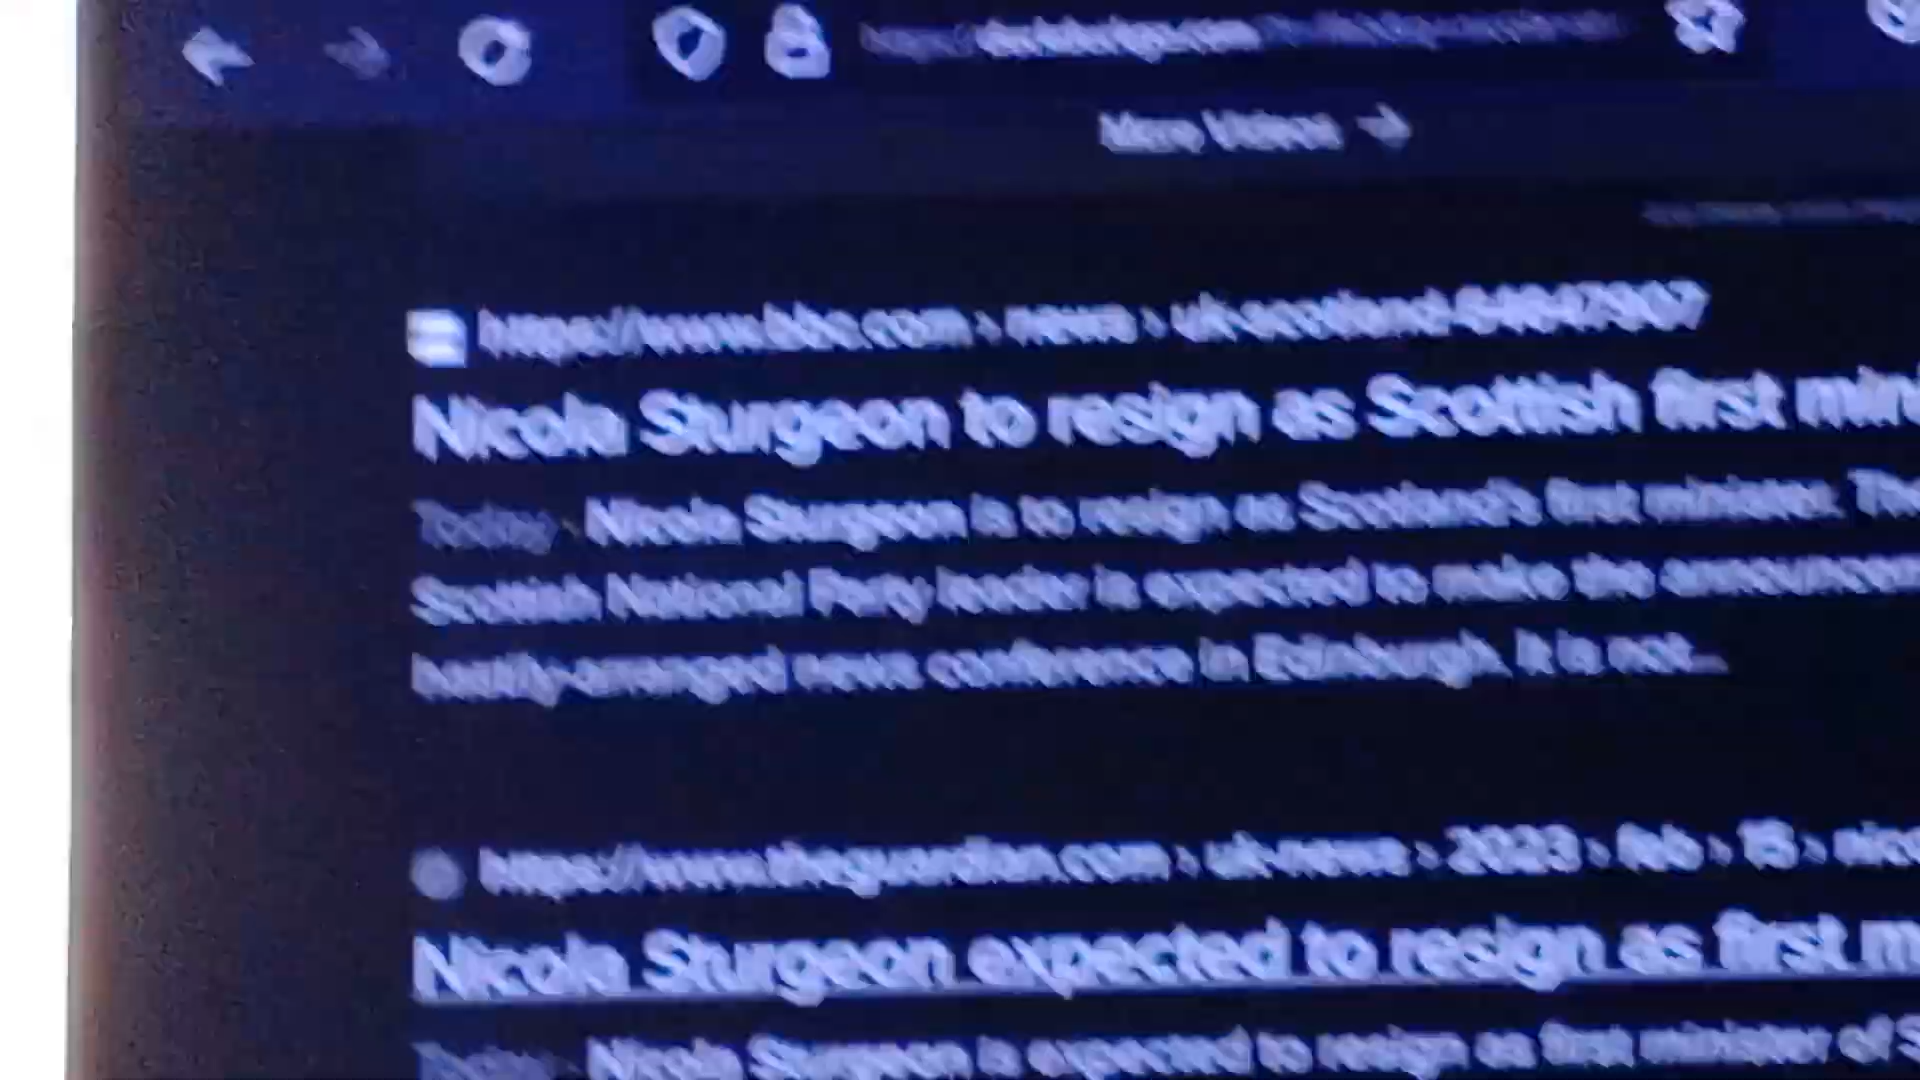 More Videos →
https://www.bbc.com › news › uk-scotland-64647907
Nicola Sturgeon to resign as Scottish first
Today Nicola Sturgeon is to resign as Scotland's first minister.
Scottish National Party leader is expected to make the
hastily-arranged news conference in Edinburgh. It is not...
https://www.theguardian.com › uk-news › 2023 › feb › 15 ›
Nicola Sturgeon expected to resign as first
Today Nicola Sturgeon is expected to resign as first minister of